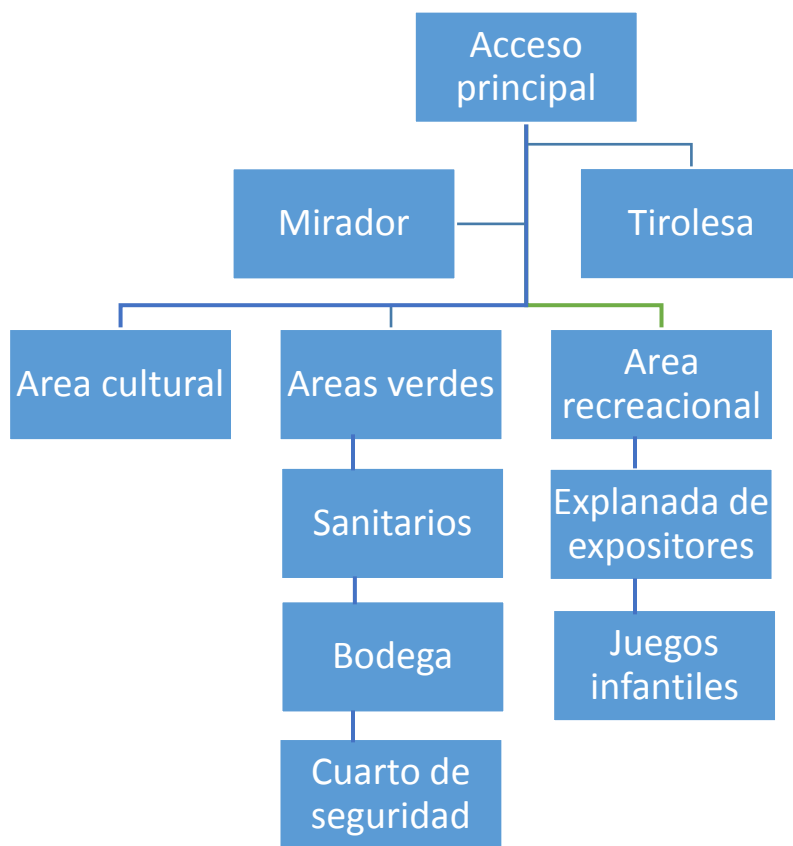 Acceso
principal
Mirador
Tirolesa
Area cultural
Areas verdes
Area
recreacional
Sanitarios
Explanada de
expositores
Bodega
Juegos
infantiles
Cuarto de
seguridad